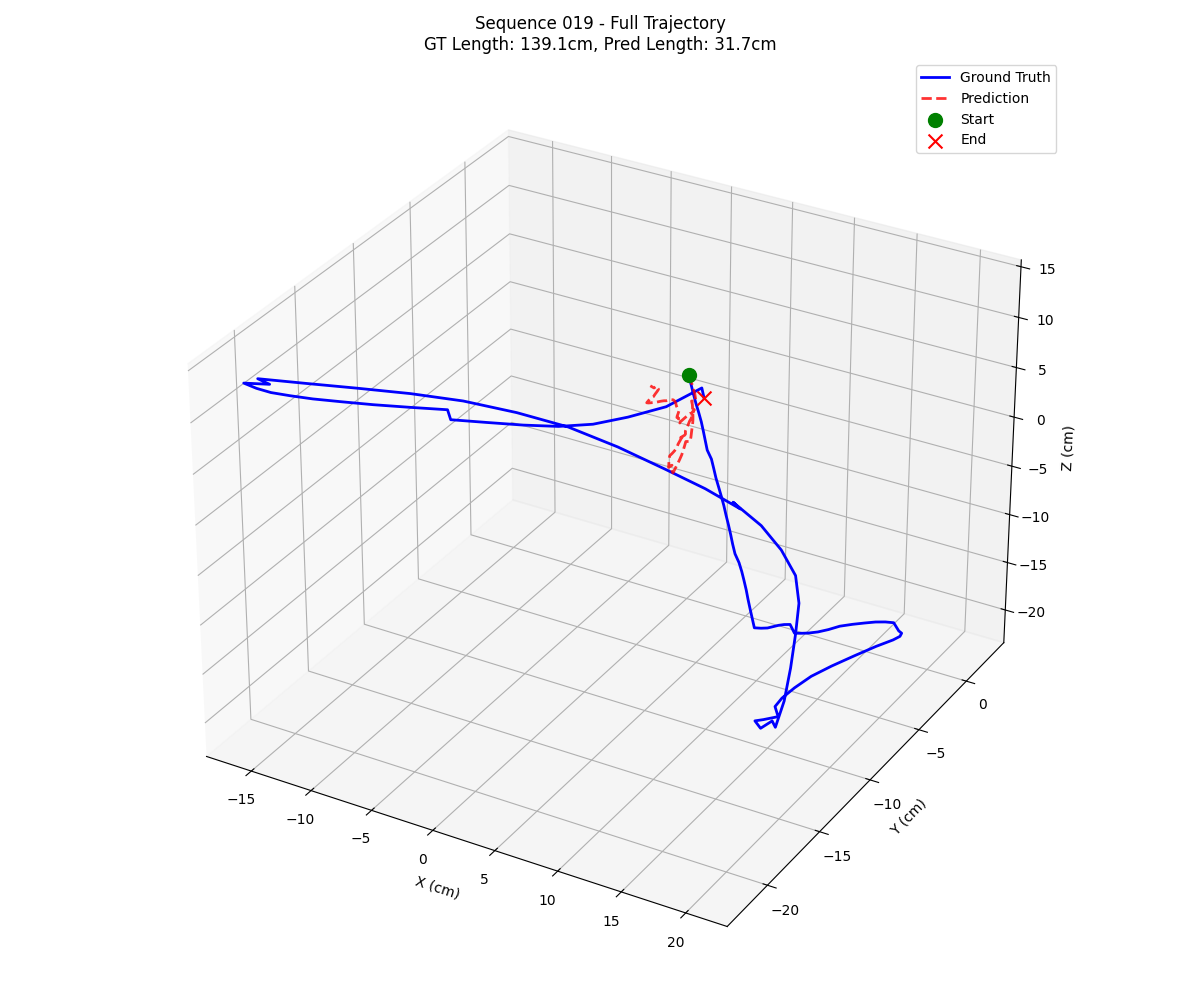 Sequence 019 - Full Trajectory
GT Length: 139.1cm, Pred Length: 31.7cm
Ground Truth
Prediction
Start
End
15
10
5
0
−5
−10
−15
−20
Z (cm)
0
−5
−10
−15
−20
Y (cm)
−15
−10
−5
0
5
10
15
20
X (cm)